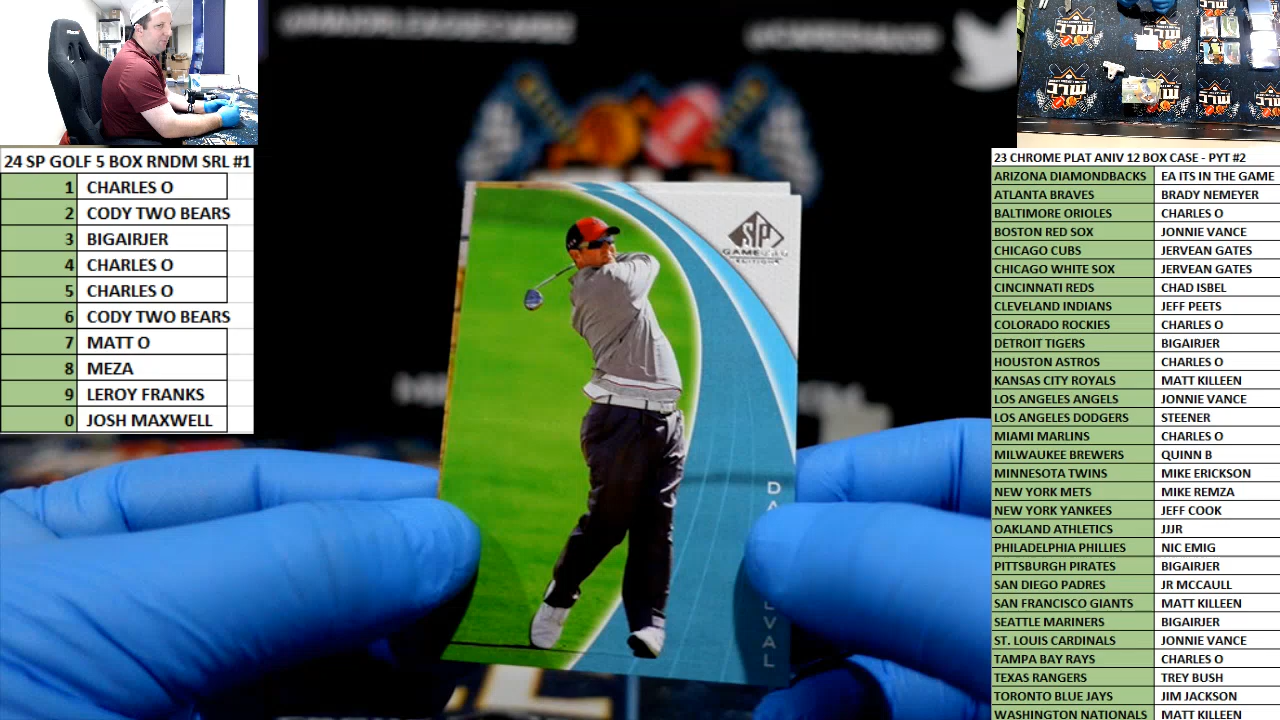 24 SP GOLF 5 BOX RNDM SRL #1
1 CHARLES O
2 CODY TWO BEARS
3 BIGAIRJER
4 CHARLES O
5 CHARLES O
6 CODY TWO BEARS
7 MATT O
8 MEZA
9 LEROY FRANKS
0 JOSH MAXWELL
SP
GAME USED
EDITION
23 CHROME PLAT ANIV 12 BOX CASE - PYT #2
ARIZONA DIAMONDBACKS EA ITS IN THE GAME
ATLANTA BRAVES BRADY NEMEYER
BALTIMORE ORIOLES CHARLES O
BOSTON RED SOX JONNIE VANCE
CHICAGO CUBS JERVEAN GATES
CHICAGO WHITE SOX JERVEAN GATES
CINCINNATI REDS CHAD ISBEL
CLEVELAND INDIANS JEFF PEETS
COLORADO ROCKIES CHARLES O
DETROIT TIGERS BIGAIRJER
HOUSTON ASTROS CHARLES O
KANSAS CITY ROYALS MATT KILLEEN
LOS ANGELES ANGELS JONNIE VANCE
LOS ANGELES DODGERS STEENER
MIAMI MARLINS CHARLES O
MILWAUKEE BREWERS QUINN B
MINNESOTA TWINS MIKE ERICKSON
NEW YORK METS MIKE REMZA
NEW YORK YANKEES JEFF COOK
OAKLAND ATHLETICS JJJR
PHILADELPHIA PHILLIES NIC EMIG
PITTSBURGH PIRATES BIGAIRJER
SAN DIEGO PADRES JR MCCAULL
SAN FRANCISCO GIANTS MATT KILLEEN
SEATTLE MARINERS BIGAIRJER
ST. LOUIS CARDINALS JONNIE VANCE
TAMPA BAY RAYS CHARLES O
TEXAS RANGERS TREY BUSH
TORONTO BLUE JAYS JIM JACKSON
WASHINGTON NATIONALS MATT KILLEEN